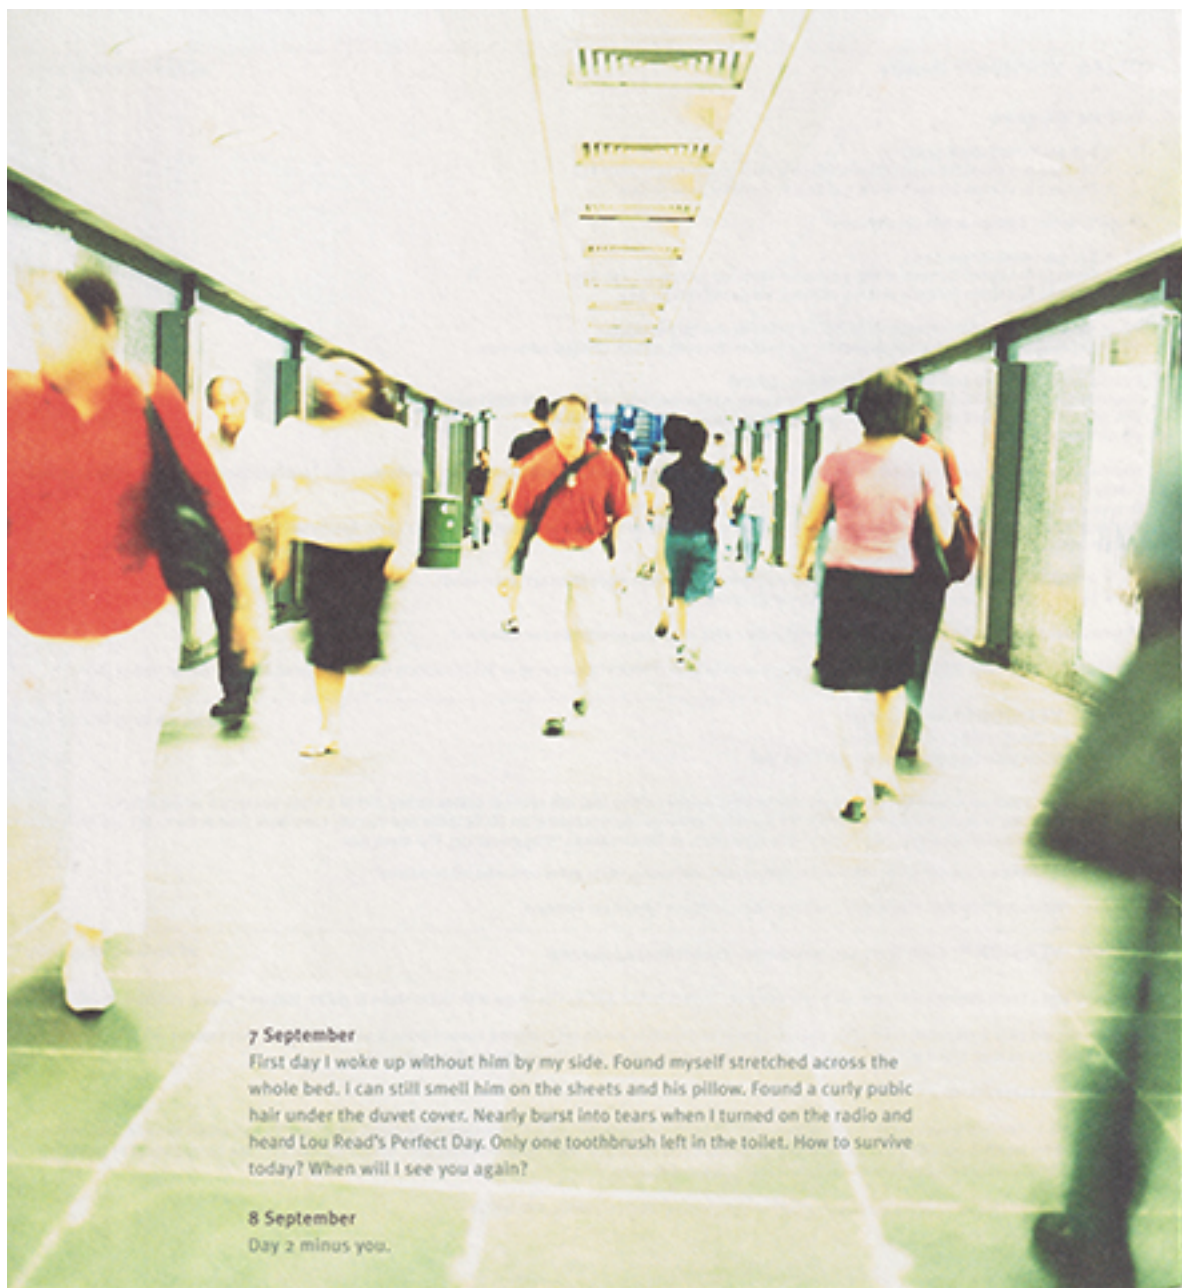 7 September
First day I woke up without him by my side. Found myself stretched across the
whole bed. I can still smell him on the sheets and his pillow. Found a curly pubic
hair under the duvet cover. Nearly burst into tears when I turned on the radio and
heard Lou Read's Perfect Day. Only one toothbrush left in the toilet. How to survive
today? When will I see you again?
8 September
Day 2 minus you.